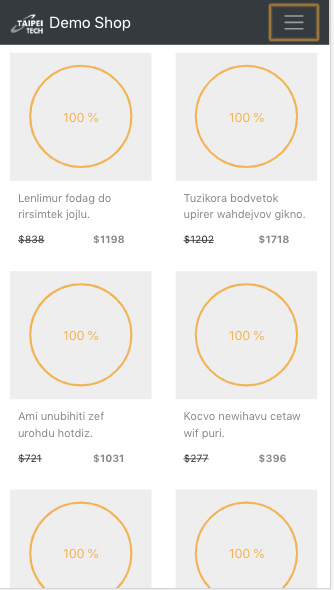 TAIPEI
TECH
Demo Shop
100 %
100 %
Lenlimur fodag do
rirsimtek jojlu.
$838 $1198
Tuzikora bodvetok
upirer wahdejvov gikno.
$1202 $1718
100 %
100 %
Ami unubihiti zef
urohdu hotdiz.
$721 $1031
Kocvo newihavu cetaw
wif puri.
$277 $396
100 %
100 %